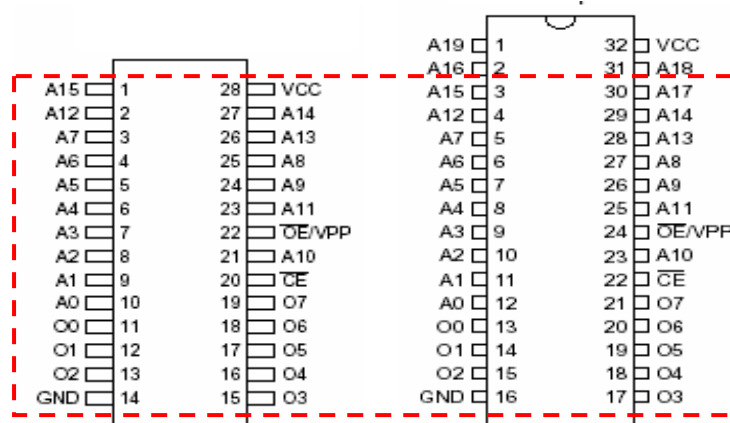 A19 1 32 VCC
A16 2 31 A18
A15 1 28 VCC A15 3 30 A17
A12 2 27 A14 A12 4 29 A14
A7 3 26 A13 A7 5 28 A13
A6 4 25 A8 A6 6 27 A8
A5 5 24 A9 A5 7 26 A9
A4 6 23 A11 A4 8 25 A11
A3 7 22 OE/VPP A3 9 24 OE/VPP
A2 8 21 A10 A2 10 23 A10
A1 9 20 CE A1 11 22 CE
A0 10 19 O7 A0 12 21 O7
O0 11 18 O6 O0 13 20 O6
O1 12 17 O5 O1 14 19 O5
O2 13 16 O4 O2 15 18 O4
GND 14 15 O3 GND 16 17 O3